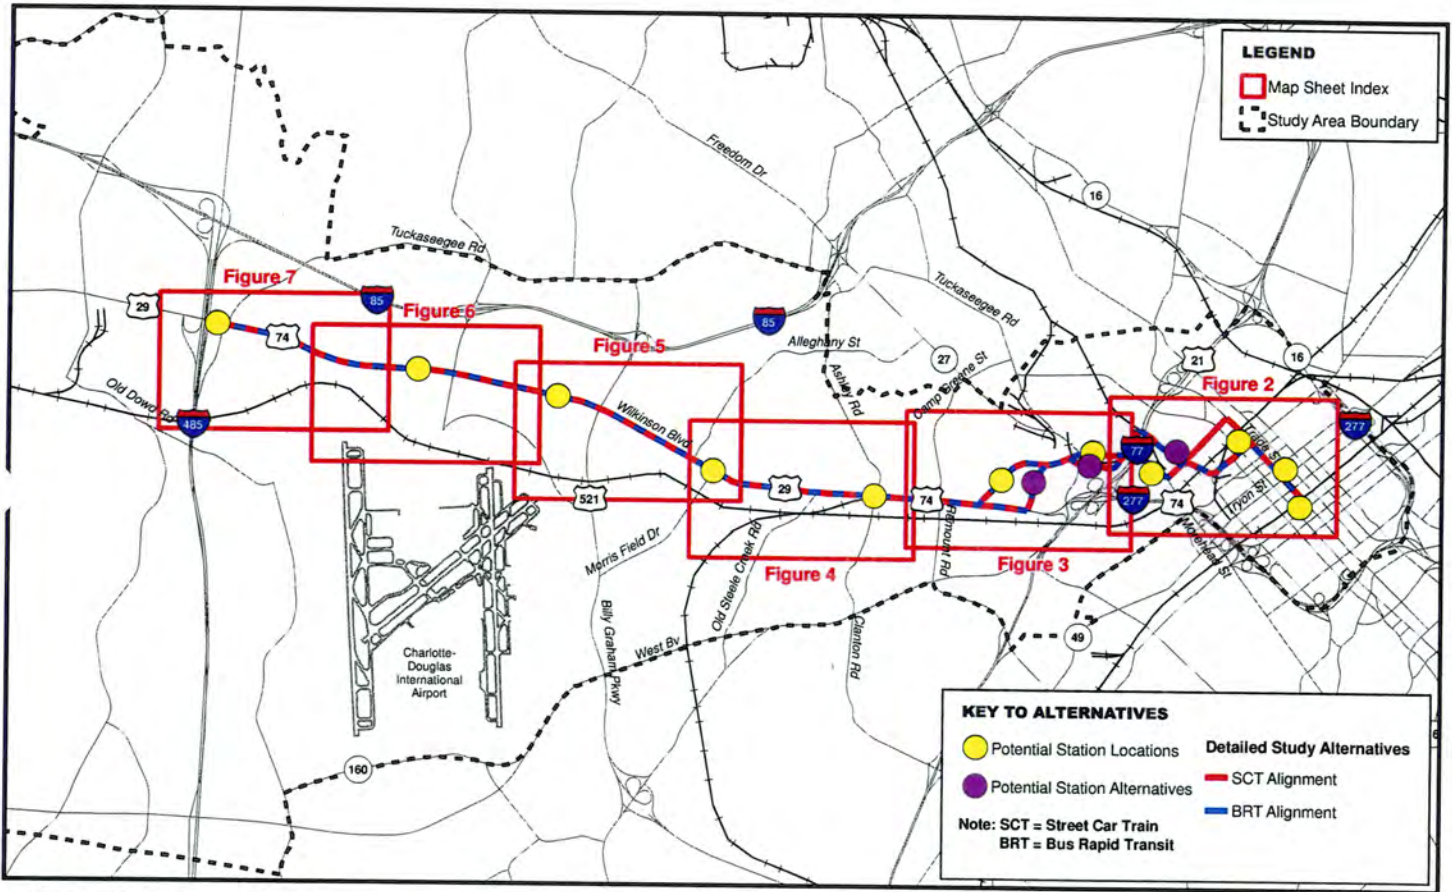 LEGEND
Map Sheet Index
Study Area Boundary
Freedom Dr
16
Tuckaseegee Rd
Figure 7
85
Figure 6
29
74
Tuckaseegee Rd
85
Figure 5
Alleghany St
27
21
16
Figure 2
Old Dowd Rd
485
Ashley Rd
Camp Greene St
Wilkinson Blvd
277
77
Trade St
521
29
74
277
74
Tryon St
Morehead St
Remount Rd
Morris Field Dr
Old Steele Creek Rd
Figure 4
Figure 3
Billy Graham Pkwy
West Bv
Clanton Rd
49
Charlotte-
Douglas
International
Airport
160
KEY TO ALTERNATIVES
Potential Station Locations
Potential Station Alternatives
Note: SCT = Street Car Train
BRT = Bus Rapid Transit
Detailed Study Alternatives
SCT Alignment
BRT Alignment